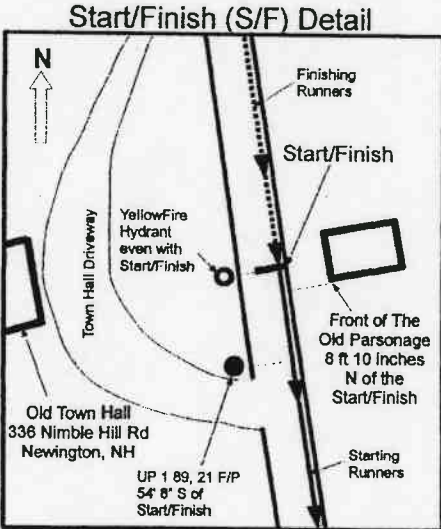 Start/Finish (S/F) Detail
N
Finishing
Runners
Start/Finish
YellowFire
Hydrant
even with
Start/Finish
Town Hall Driveway
Front of The
Old Parsonage
8 ft 10 inches
N of the
Start/Finish
Old Town Hall
336 Nimble Hill Rd
Newington, NH
UP 1 89, 21 F/P
54' 8" S of
Start/Finish
Starting
Runners